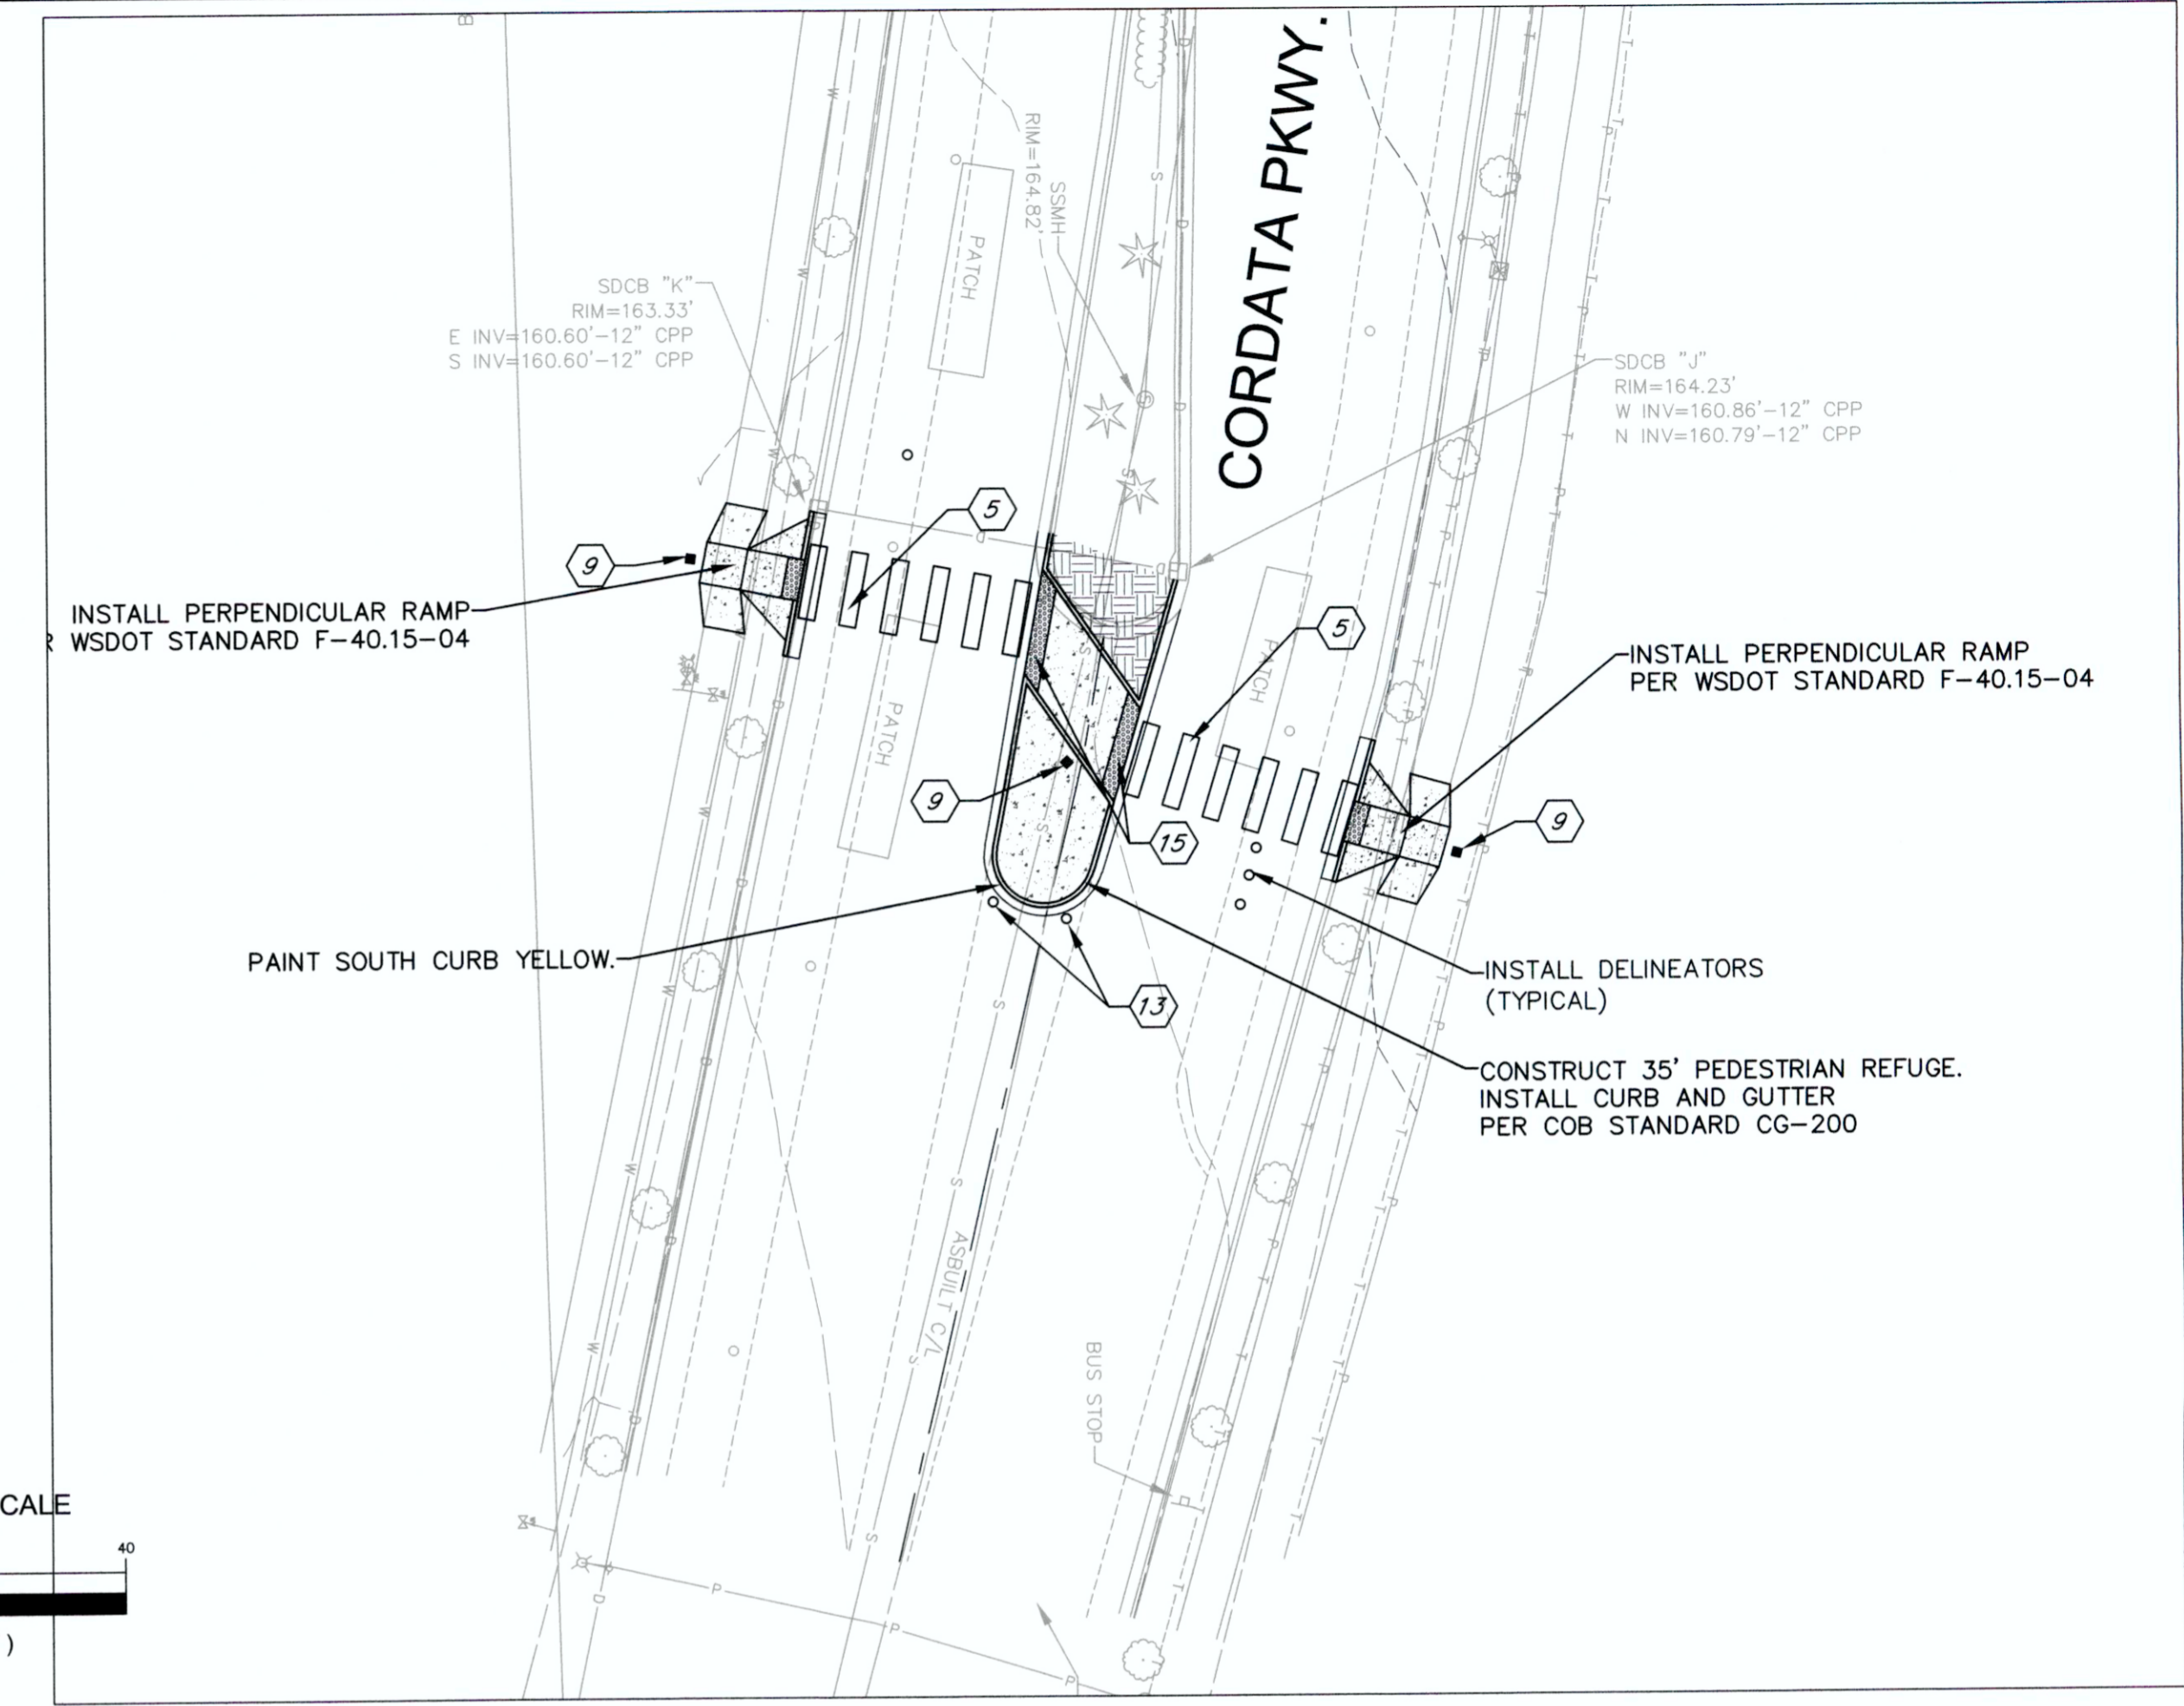 CORDATA PKWY.
RIM=164.82'
SSMH
PATCH
SDCB "K"
RIM=163.33'
E INV=160.60'-12" CPP
S INV=160.60'-12" CPP
SDCB "J"
RIM=164.23'
W INV=160.86'-12" CPP
N INV=160.79'-12" CPP
5
9
INSTALL PERPENDICULAR RAMP
R WSDOT STANDARD F-40.15-04
5
PATCH
INSTALL PERPENDICULAR RAMP
PER WSDOT STANDARD F-40.15-04
PATCH
9
15
9
PAINT SOUTH CURB YELLOW.
13
INSTALL DELINEATORS
(TYPICAL)
CONSTRUCT 35' PEDESTRIAN REFUGE.
INSTALL CURB AND GUTTER
PER COB STANDARD CG-200
ASBUILT C/L
BUS STOP
CALE
40
)